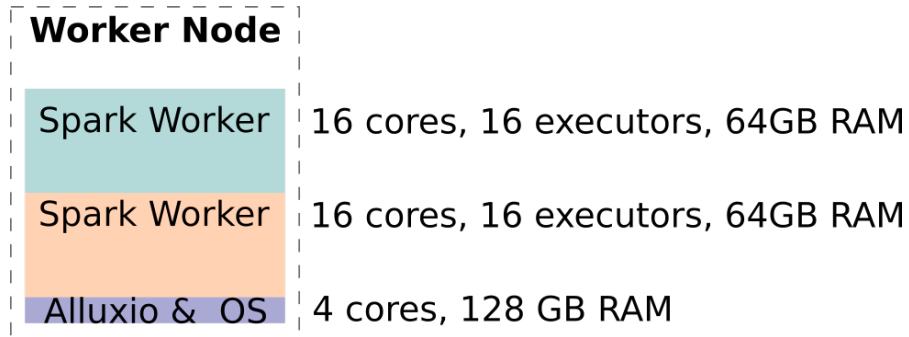 Worker Node
Spark Worker 16 cores, 16 executors, 64GB RAM
Spark Worker 16 cores, 16 executors, 64GB RAM
Alluxio & OS 4 cores, 128 GB RAM